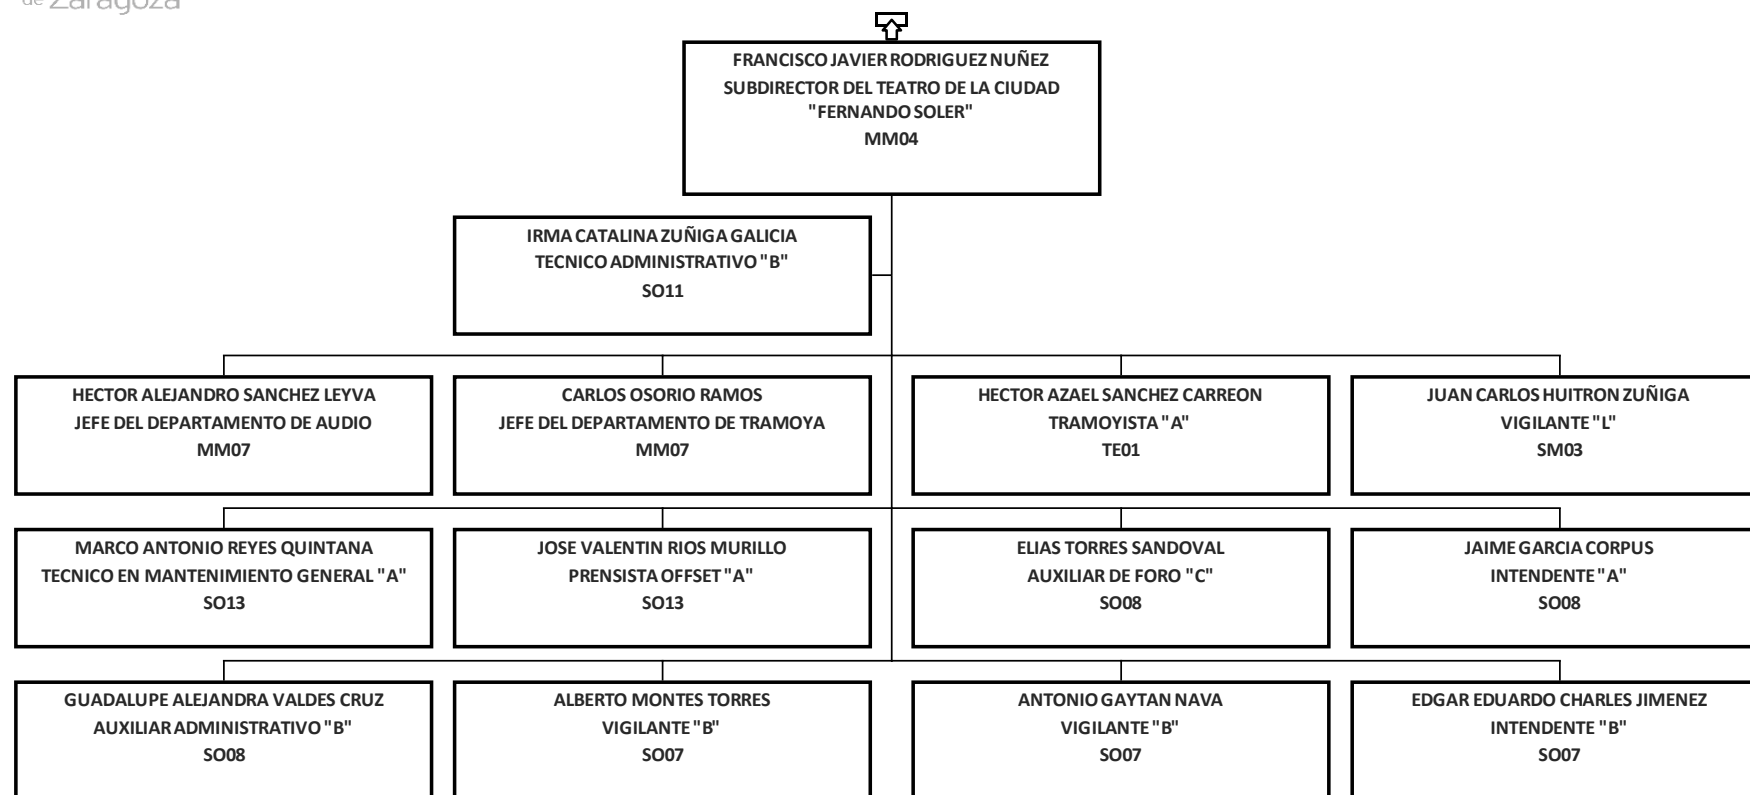 de Zaragoza
FRANCISCO JAVIER RODRIGUEZ NUÑEZ
SUBDIRECTOR DEL TEATRO DE LA CIUDAD
"FERNANDO SOLER"
MM04
IRMA CATALINA ZUÑIGA GALICIA
TECNICO ADMINISTRATIVO "B"
SO11
HECTOR ALEJANDRO SANCHEZ LEYVA
JEFE DEL DEPARTAMENTO DE AUDIO
MM07
CARLOS OSORIO RAMOS
JEFE DEL DEPARTAMENTO DE TRAMOYA
MM07
HECTOR AZAEL SANCHEZ CARREON
TRAMOYISTA "A"
TE01
JUAN CARLOS HUITRON ZUÑIGA
VIGILANTE "L"
SM03
MARCO ANTONIO REYES QUINTANA
TECNICO EN MANTENIMIENTO GENERAL "A"
SO13
JOSE VALENTIN RIOS MURILLO
PRENSISTA OFFSET "A"
SO13
ELIAS TORRES SANDOVAL
AUXILIAR DE FORO "C"
SO08
JAIME GARCIA CORPUS
INTENDENTE "A"
SO08
GUADALUPE ALEJANDRA VALDES CRUZ
AUXILIAR ADMINISTRATIVO "B"
SO08
ALBERTO MONTES TORRES
VIGILANTE "B"
SO07
ANTONIO GAYTAN NAVA
VIGILANTE "B"
SO07
EDGAR EDUARDO CHARLES JIMENEZ
INTENDENTE "B"
SO07